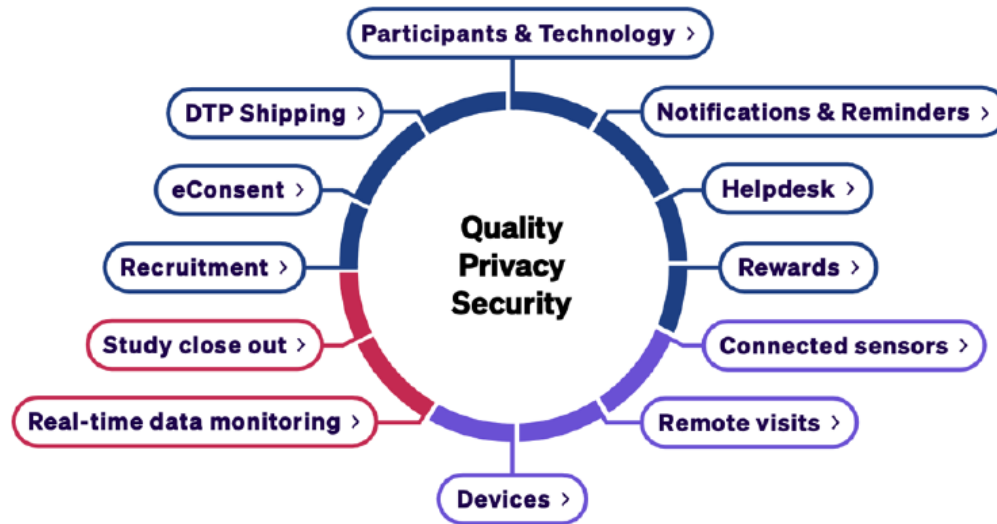 Participants & Technology >
DTP Shipping >
Notifications & Reminders >
eConsent >
Helpdesk >
Quality
Privacy
Security
Recruitment >
Rewards >
Study close out >
Connected sensors >
Real-time data monitoring >
Remote visits >
Devices >